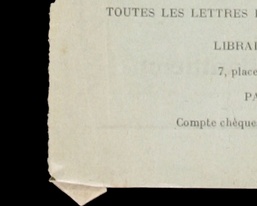 TOUTES LES LETTRES
LIBRAI
7, place
PA
Compte chèque